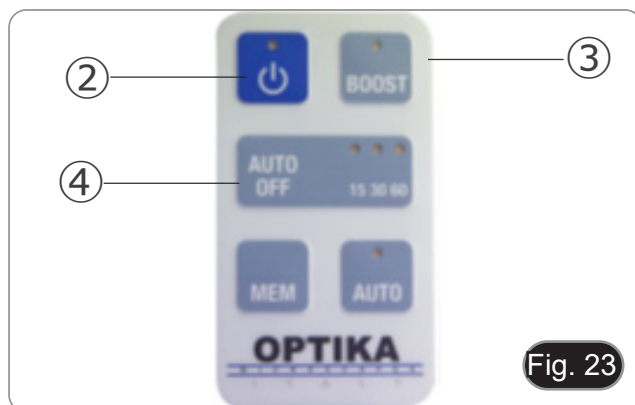 ② BOOST ③
④ AUTO OFF 15 30 60
MEM AUTO
OPTIKA
I T A L Y
Fig. 23